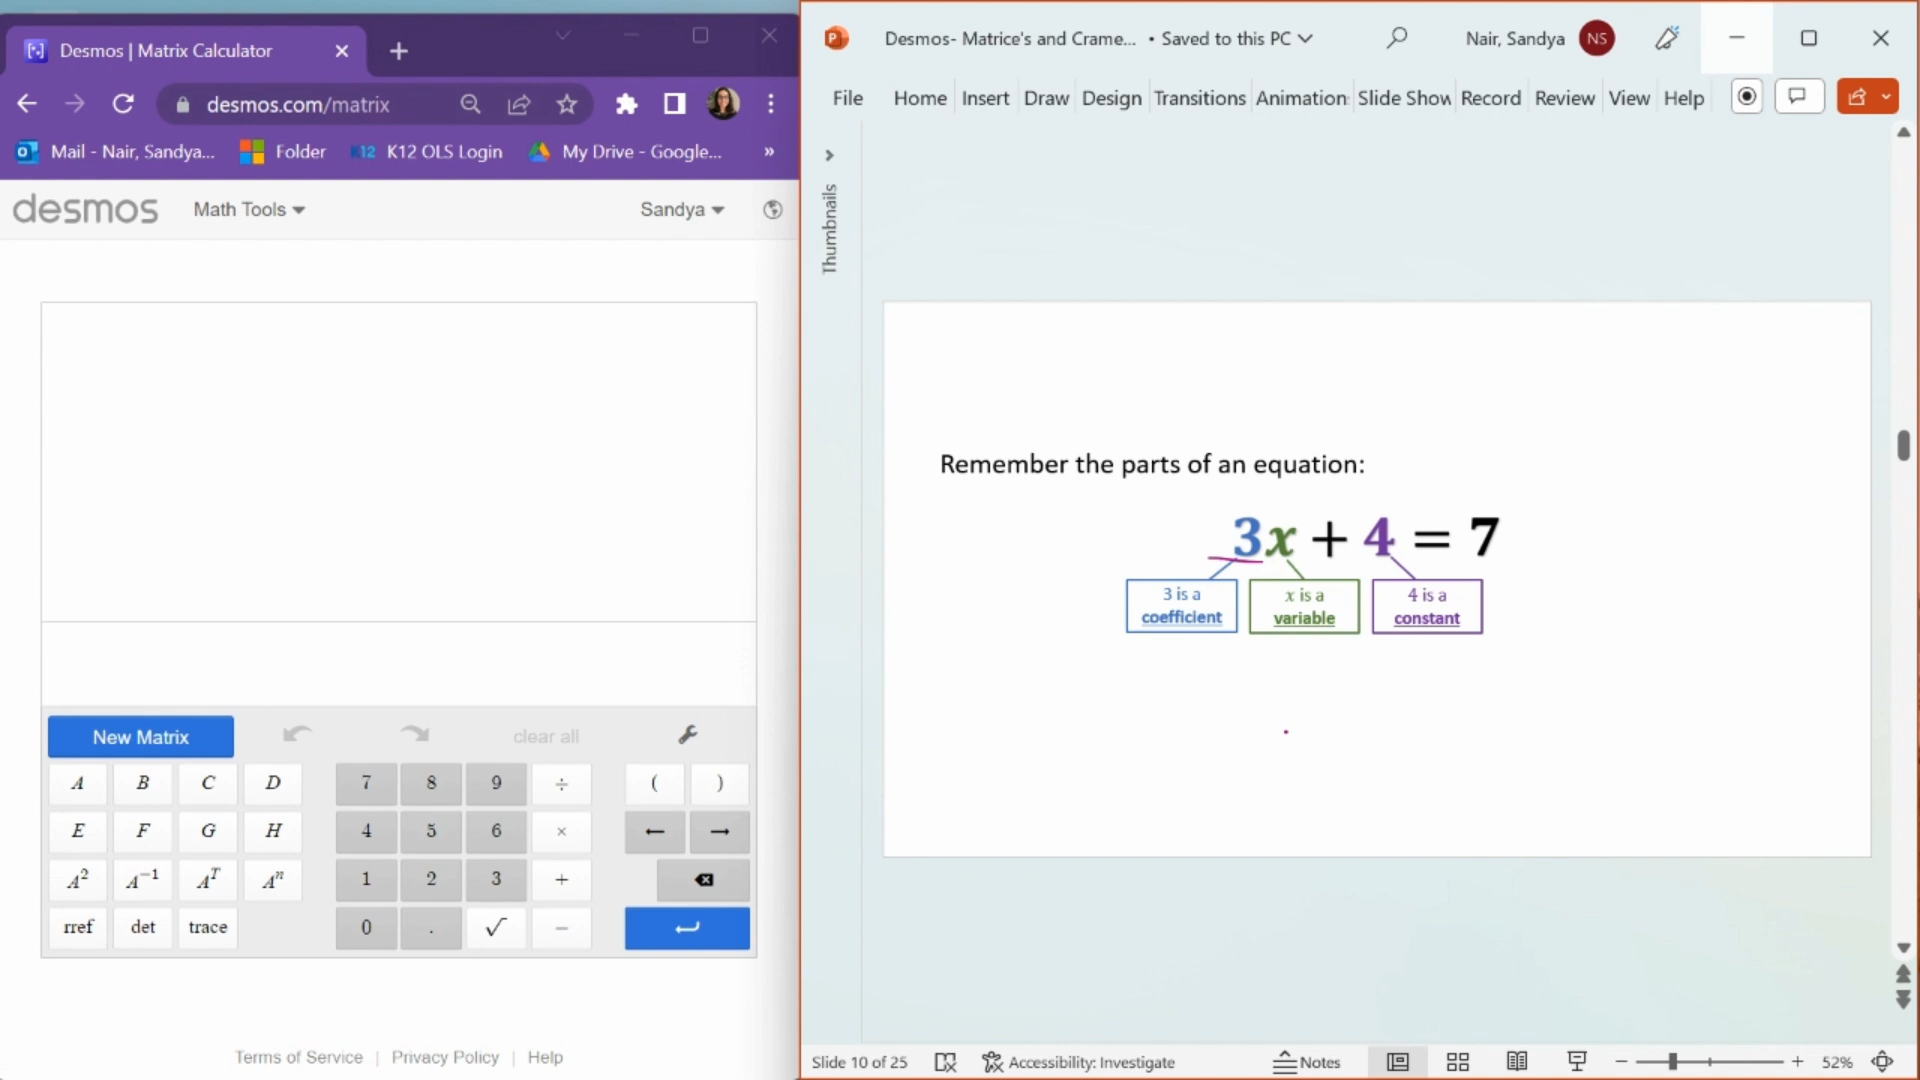 Desmos | Matrix Calculator
desmos.com/matrix
Mail - Nair, Sandya...
Folder
K12 OLS Login
My Drive - Google...
»
desmos
Math Tools
Sandya
New Matrix
clear all
A B C D 7 8 9 ÷ ( )
E F G H 4 5 6 × ← →
A² A⁻¹ Aᵀ Aⁿ 1 2 3 +
rref det trace 0 . √ −
Terms of Service | Privacy Policy | Help
Desmos- Matrice's and Crame... • Saved to this PC
Nair, Sandya NS
File Home Insert Draw Design Transitions Animation Slide Show Record Review View Help
Thumbnails
Remember the parts of an equation:
3x + 4 = 7
3 is a
coefficient
x is a
variable
4 is a
constant
Slide 10 of 25
Accessibility: Investigate
Notes
52%